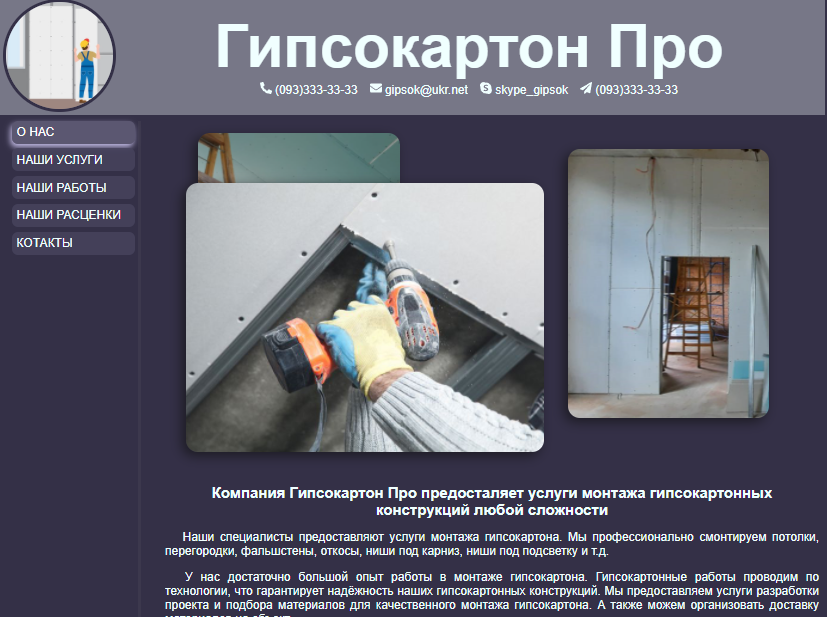 Гипсокартон Про
(093)333-33-33 gipsok@ukr.net skype_gipsok (093)333-33-33
О НАС
НАШИ УСЛУГИ
НАШИ РАБОТЫ
НАШИ РАСЦЕНКИ
КОТАКТЫ
Компания Гипсокартон Про предосталяет услуги монтажа гипсокартонных
конструкций любой сложности
Наши специалисты предоставляют услуги монтажа гипсокартона. Мы профессионально смонтируем потолки,
перегородки, фальшстены, откосы, ниши под карниз, ниши под подсветку и т.д.
У нас достаточно большой опыт работы в монтаже гипсокартона. Гипсокартонные работы проводим по
технологии, что гарантирует надёжность наших гипсокартонных конструкций. Мы предоставляем услуги разработки
проекта и подбора материалов для качественного монтажа гипсокартона. А также можем организовать доставку